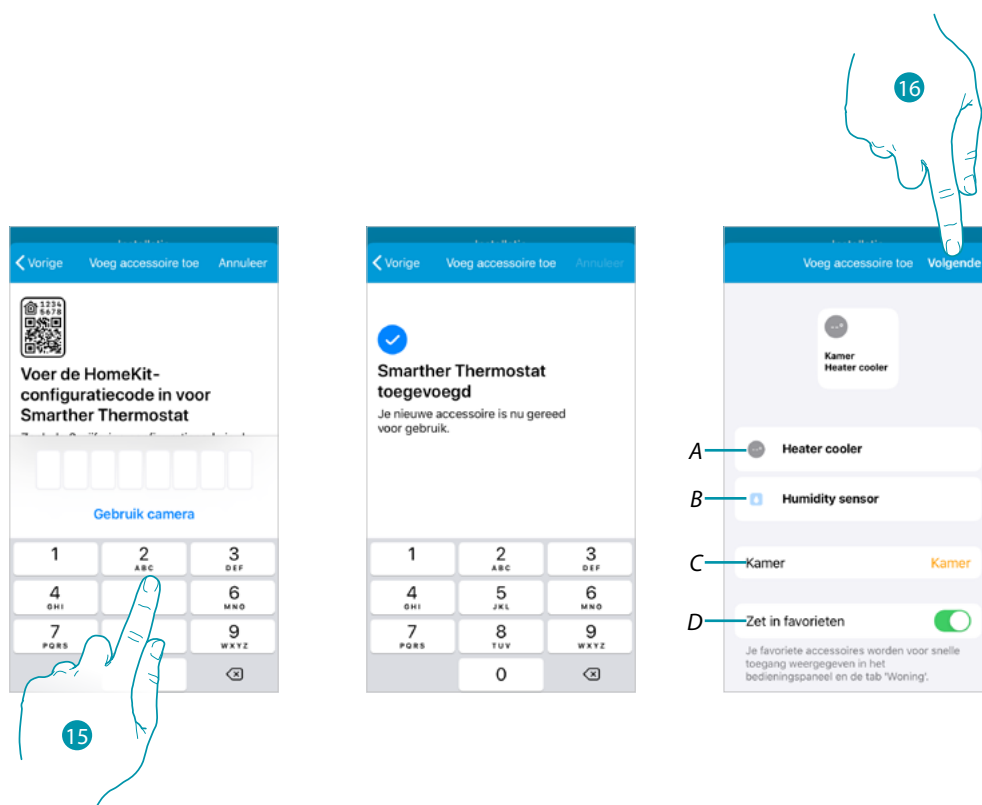 16
Vorige Voeg accessoire toe Annuleer
1234
5678
Voer de HomeKit-
configuratiecode in voor
Smarther Thermostat
Gebruik camera
1
2
ABC
3
DEF
4
GHI
6
MNO
7
PQRS
9
WXYZ
15
Vorige Voeg accessoire toe Annuleer
Smarther Thermostat
toegevoegd
Je nieuwe accessoire is nu gereed
voor gebruik.
1
2
ABC
3
DEF
4
GHI
5
JKL
6
MNO
7
PQRS
8
TUV
9
WXYZ
0
Voeg accessoire toe Volgende
Kamer
Heater cooler
A Heater cooler
B Humidity sensor
C Kamer Kamer
D Zet in favorieten
Je favoriete accessoires worden voor snelle
toegang weergegeven in het
bedieningspaneel en de tab 'Woning'.